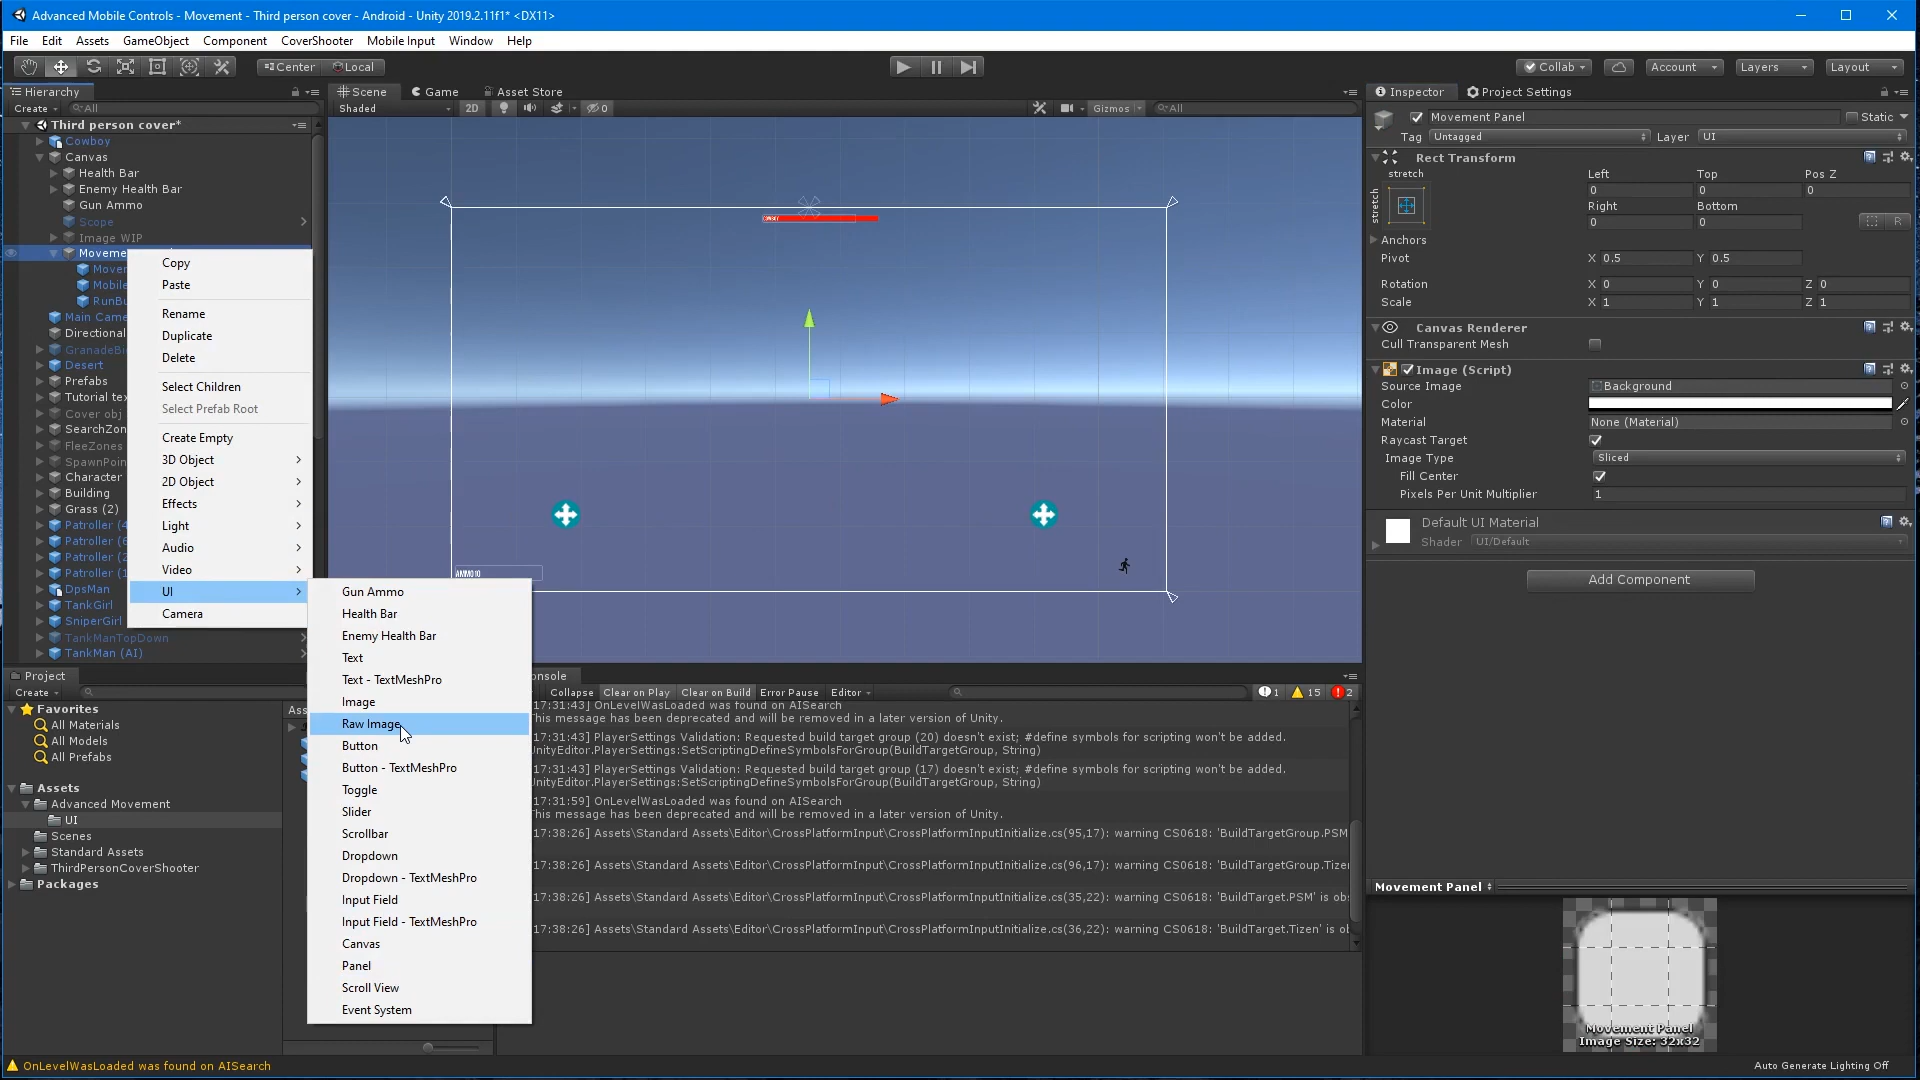 Advanced Mobile Controls - Movement - Third person cover - Android - Unity 2019.2.11f1* <DX11>
File Edit Assets GameObject Component CoverShooter Mobile Input Window Help
Center Local
Collab Account Layers Layout
Hierarchy
Create All
Third person cover*
Cowboy
Canvas
Health Bar
Enemy Health Bar
Gun Ammo
Scope
Image WIP
Moveme
Mover
Mobile
RunBu
Main Came
Directional
GranadeBi
Desert
Prefabs
Tutorial tex
Cover obj
SearchZon
FleeZones
SpawnPoin
Character
Building
Grass (2)
Patroller (4
Patroller (6
Patroller (2
Patroller (1
DpsMan
TankGirl
SniperGirl
TankManTopDown
TankMan (AI)
Copy
Paste
Rename
Duplicate
Delete
Select Children
Select Prefab Root
Create Empty
3D Object
2D Object
Effects
Light
Audio
Video
UI
Camera
Gun Ammo
Health Bar
Enemy Health Bar
Text
Text - TextMeshPro
Image
Raw Image
Button
Button - TextMeshPro
Toggle
Slider
Scrollbar
Dropdown
Dropdown - TextMeshPro
Input Field
Input Field - TextMeshPro
Canvas
Panel
Scroll View
Event System
Scene Game Asset Store
Shaded 2D 0 Gizmos All
COWBOY
AMMO 10
Inspector Project Settings
Movement Panel Static
Tag Untagged Layer UI
Rect Transform
stretch Left Top Pos Z
stretch 0 0 0
Right Bottom
0 0 R
Anchors
Pivot X 0.5 Y 0.5
Rotation X 0 Y 0 Z 0
Scale X 1 Y 1 Z 1
Canvas Renderer
Cull Transparent Mesh
Image (Script)
Source Image Background
Color
Material None (Material)
Raycast Target
Image Type Sliced
Fill Center
Pixels Per Unit Multiplier 1
Default UI Material
Shader UI/Default
Add Component
Project
Create
Favorites
All Materials
All Models
All Prefabs
Assets
Advanced Movement
UI
Scenes
Standard Assets
ThirdPersonCoverShooter
Packages
Ass
onsole
Collapse Clear on Play Clear on Build Error Pause Editor 1 15 2
17:31:43] OnLevelWasLoaded was found on AISearch
This message has been deprecated and will be removed in a later version of Unity.
17:31:43] PlayerSettings Validation: Requested build target group (20) doesn't exist; #define symbols for scripting won't be added.
UnityEditor.PlayerSettings:SetScriptingDefineSymbolsForGroup(BuildTargetGroup, String)
17:31:43] PlayerSettings Validation: Requested build target group (17) doesn't exist; #define symbols for scripting won't be added.
UnityEditor.PlayerSettings:SetScriptingDefineSymbolsForGroup(BuildTargetGroup, String)
17:31:59] OnLevelWasLoaded was found on AISearch
This message has been deprecated and will be removed in a later version of Unity.
17:38:26] Assets\Standard Assets\Editor\CrossPlatformInput\CrossPlatformInputInitialize.cs(95,17): warning CS0618: 'BuildTargetGroup.PSM
17:38:26] Assets\Standard Assets\Editor\CrossPlatformInput\CrossPlatformInputInitialize.cs(96,17): warning CS0618: 'BuildTargetGroup.Tizen
17:38:26] Assets\Standard Assets\Editor\CrossPlatformInput\CrossPlatformInputInitialize.cs(35,22): warning CS0618: 'BuildTarget.PSM' is obs
17:38:26] Assets\Standard Assets\Editor\CrossPlatformInput\CrossPlatformInputInitialize.cs(36,22): warning CS0618: 'BuildTarget.Tizen' is ob
Movement Panel
Movement Panel
Image Size: 32x32
OnLevelWasLoaded was found on AISearch
Auto Generate Lighting Off